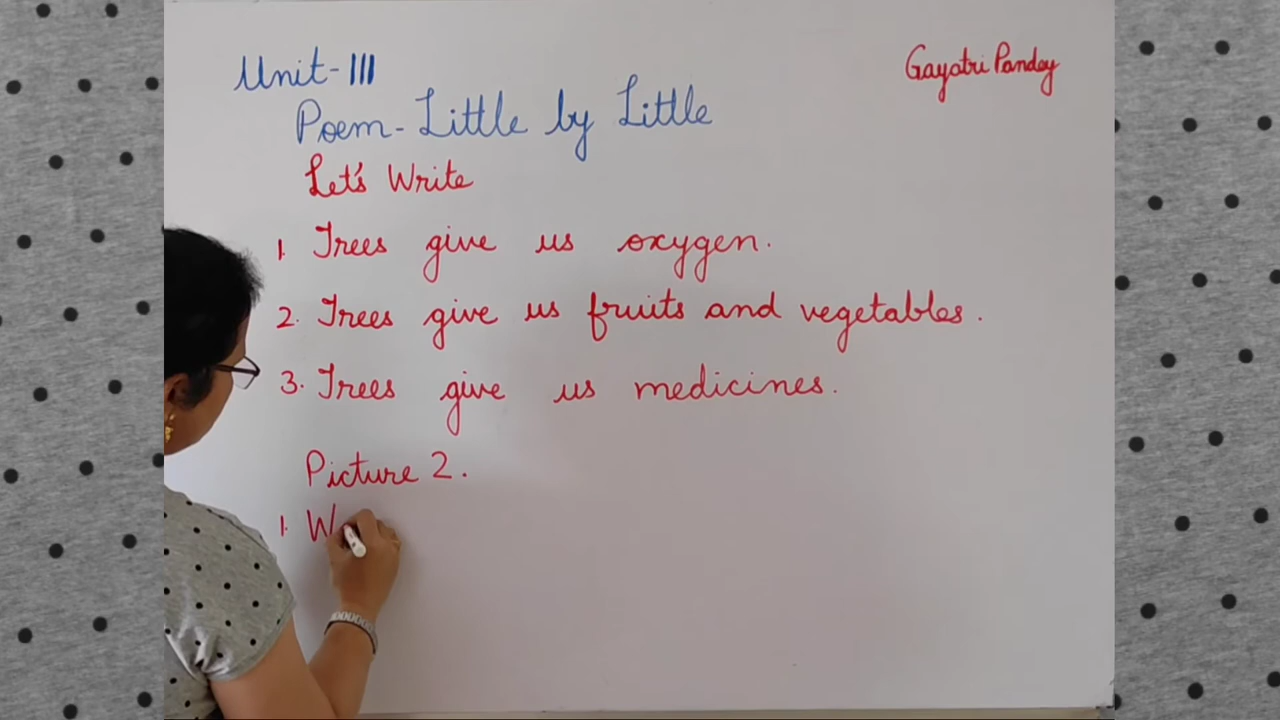 Unit-III
Gayatri Pandey
Poem-Little by Little
Let's Write
1. Trees give us oxygen.
2. Trees give us fruits and vegetables.
3. Trees give us medicines.
Picture 2.
1. W